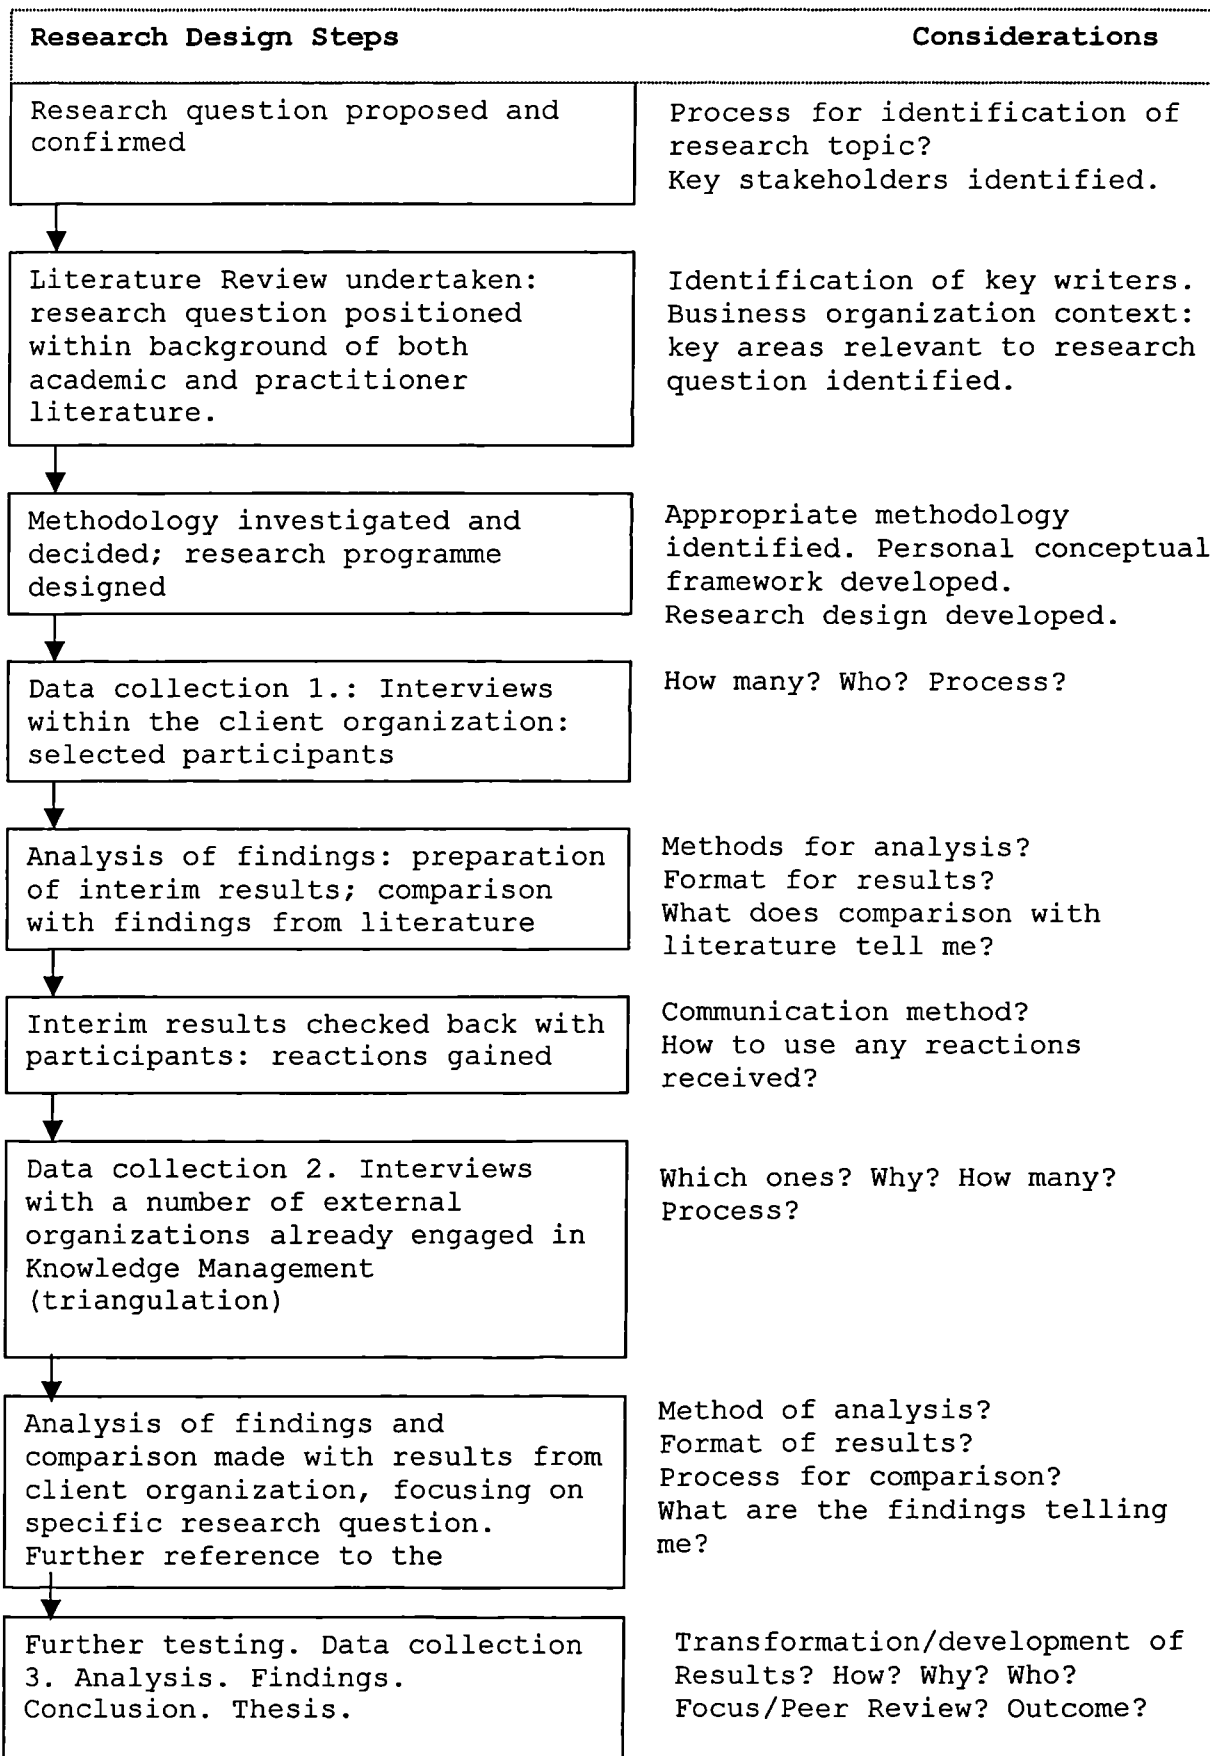 Research Design Steps
Considerations
Research question proposed and
confirmed
Process for identification of
research topic?
Key stakeholders identified.
Literature Review undertaken:
research question positioned
within background of both
academic and practitioner
literature.
Identification of key writers.
Business organization context:
key areas relevant to research
question identified.
Methodology investigated and
decided; research programme
designed
Appropriate methodology
identified. Personal conceptual
framework developed.
Research design developed.
Data collection 1.: Interviews
within the client organization:
selected participants
How many? Who? Process?
Analysis of findings: preparation
of interim results; comparison
with findings from literature
Methods for analysis?
Format for results?
What does comparison with
literature tell me?
Interim results checked back with
participants: reactions gained
Communication method?
How to use any reactions
received?
Data collection 2. Interviews
with a number of external
organizations already engaged in
Knowledge Management
(triangulation)
Which ones? Why? How many?
Process?
Analysis of findings and
comparison made with results from
client organization, focusing on
specific research question.
Further reference to the
Method of analysis?
Format of results?
Process for comparison?
What are the findings telling
me?
Further testing. Data collection
3. Analysis. Findings.
Conclusion. Thesis.
Transformation/development of
Results? How? Why? Who?
Focus/Peer Review? Outcome?